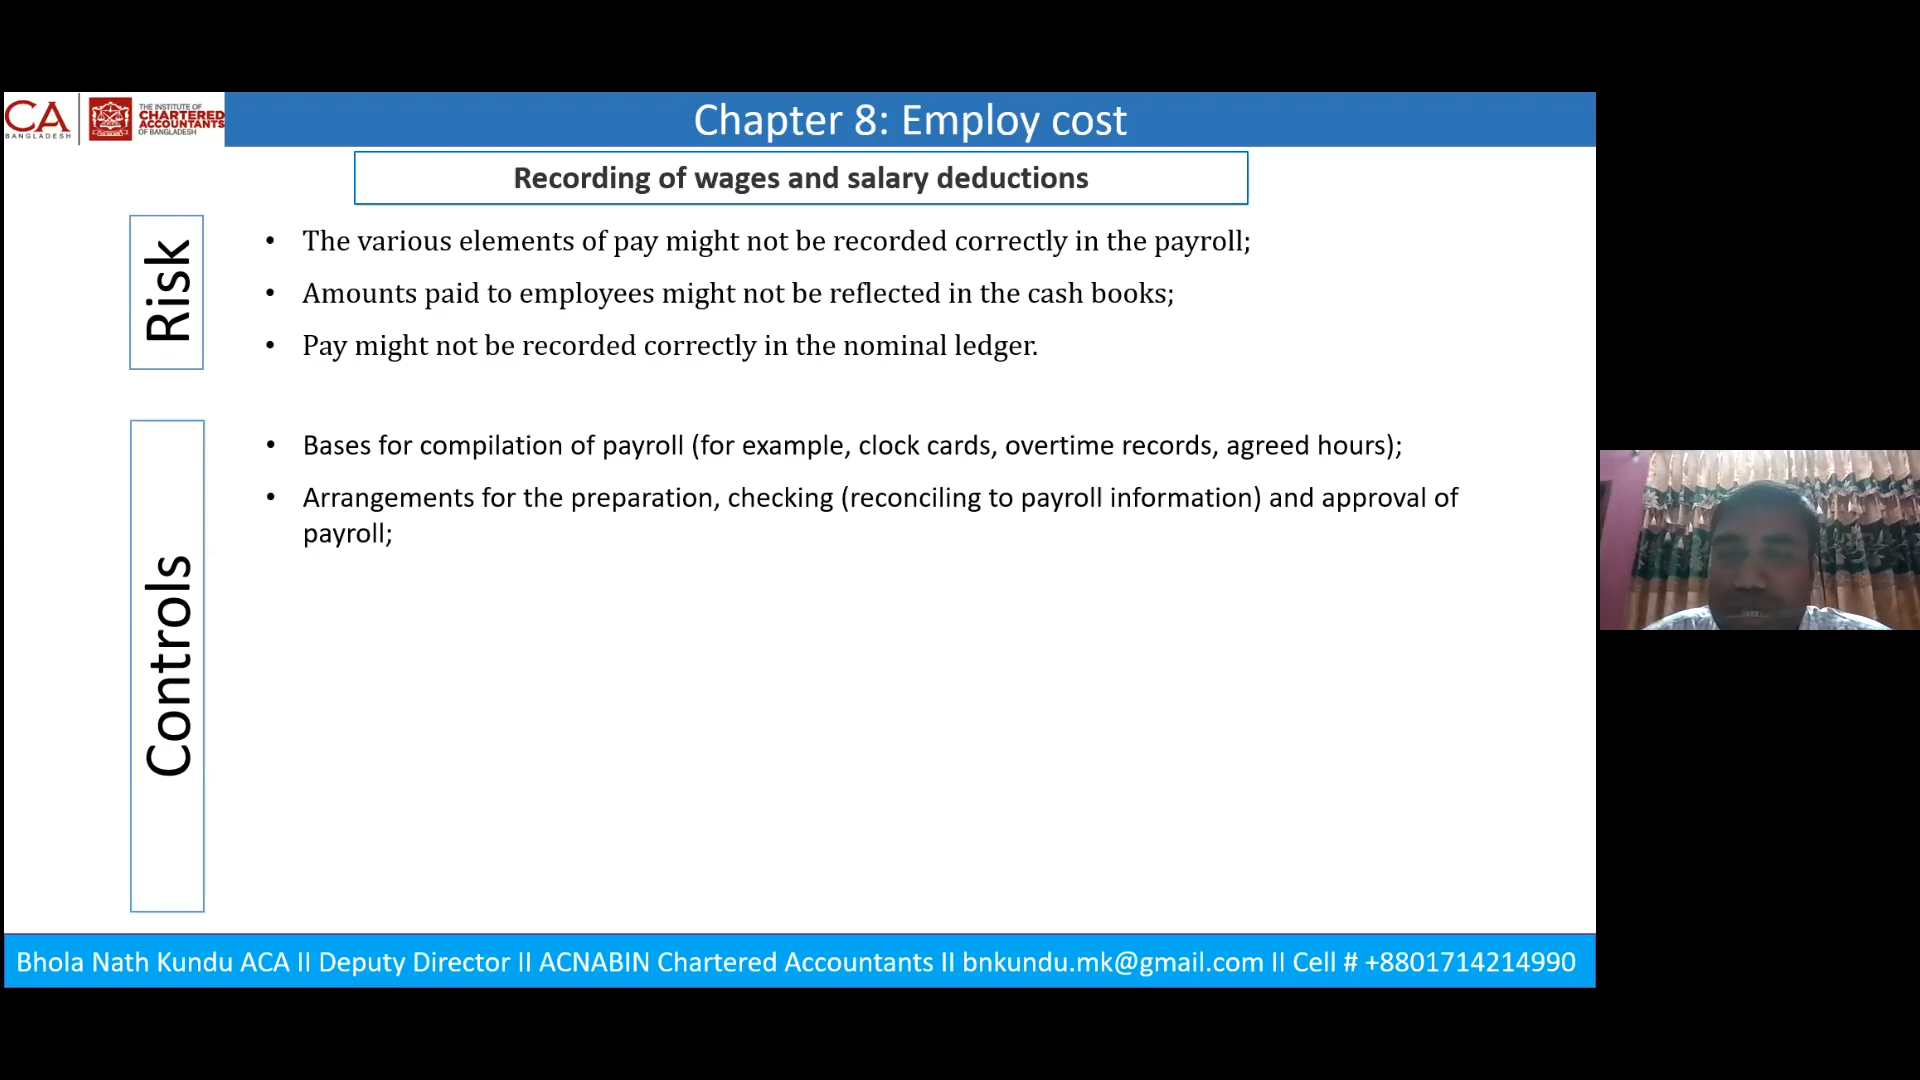 CA
BANGLADESH
THE INSTITUTE OF
CHARTERED
ACCOUNTANTS
OF BANGLADESH
Chapter 8: Employ cost
Recording of wages and salary deductions
Risk
• The various elements of pay might not be recorded correctly in the payroll;
• Amounts paid to employees might not be reflected in the cash books;
• Pay might not be recorded correctly in the nominal ledger.
Controls
• Bases for compilation of payroll (for example, clock cards, overtime records, agreed hours);
• Arrangements for the preparation, checking (reconciling to payroll information) and approval of
payroll;
Bhola Nath Kundu ACA II Deputy Director II ACNABIN Chartered Accountants II bnkundu.mk@gmail.com II Cell # +8801714214990